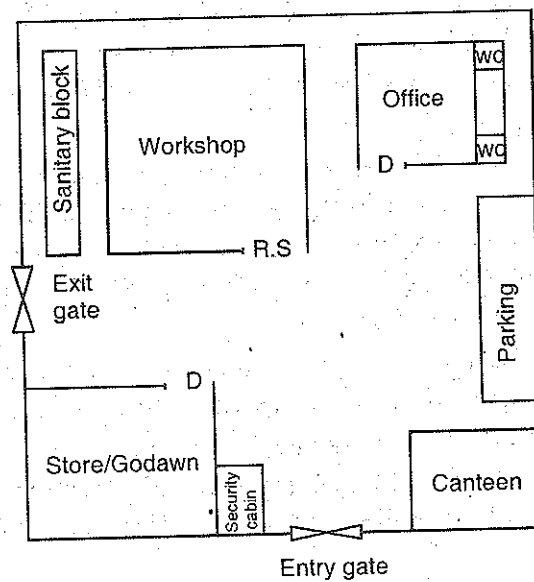 WC
Office
Sanitary block
Workshop
WC
D
R.S
Exit
gate
Parking
D
Store/Godawn
Security
cabin
Canteen
Entry gate